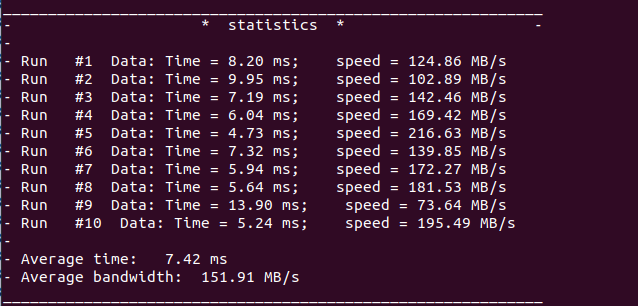 - * statistics * -
-
- Run #1 Data: Time = 8.20 ms; speed = 124.86 MB/s
- Run #2 Data: Time = 9.95 ms; speed = 102.89 MB/s
- Run #3 Data: Time = 7.19 ms; speed = 142.46 MB/s
- Run #4 Data: Time = 6.04 ms; speed = 169.42 MB/s
- Run #5 Data: Time = 4.73 ms; speed = 216.63 MB/s
- Run #6 Data: Time = 7.32 ms; speed = 139.85 MB/s
- Run #7 Data: Time = 5.94 ms; speed = 172.27 MB/s
- Run #8 Data: Time = 5.64 ms; speed = 181.53 MB/s
- Run #9 Data: Time = 13.90 ms; speed = 73.64 MB/s
- Run #10 Data: Time = 5.24 ms; speed = 195.49 MB/s
-
- Average time: 7.42 ms
- Average bandwidth: 151.91 MB/s